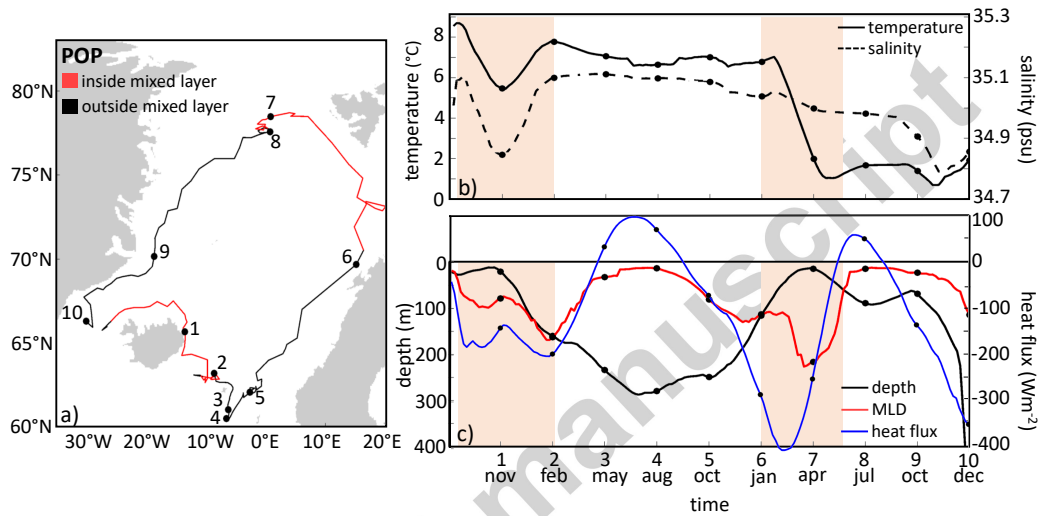 POP
inside mixed layer
outside mixed layer
80°N
75°N
70°N
65°N
60°N
30°W
20°W
10°W
0°E
10°E
20°E
7
8
9
6
10
1
2
3
4
5
a)
temperature (°C)
8
6
4
2
0
temperature
salinity
35.3
35.1
34.9
34.7
salinity (psu)
b)
depth (m)
0
100
200
300
400
100
0
-100
-200
-300
-400
heat flux (Wm-2)
depth
MLD
heat flux
c)
1 2 3 4 5 6 7 8 9 10
nov feb may aug oct jan apr jul oct dec
time
manuscript